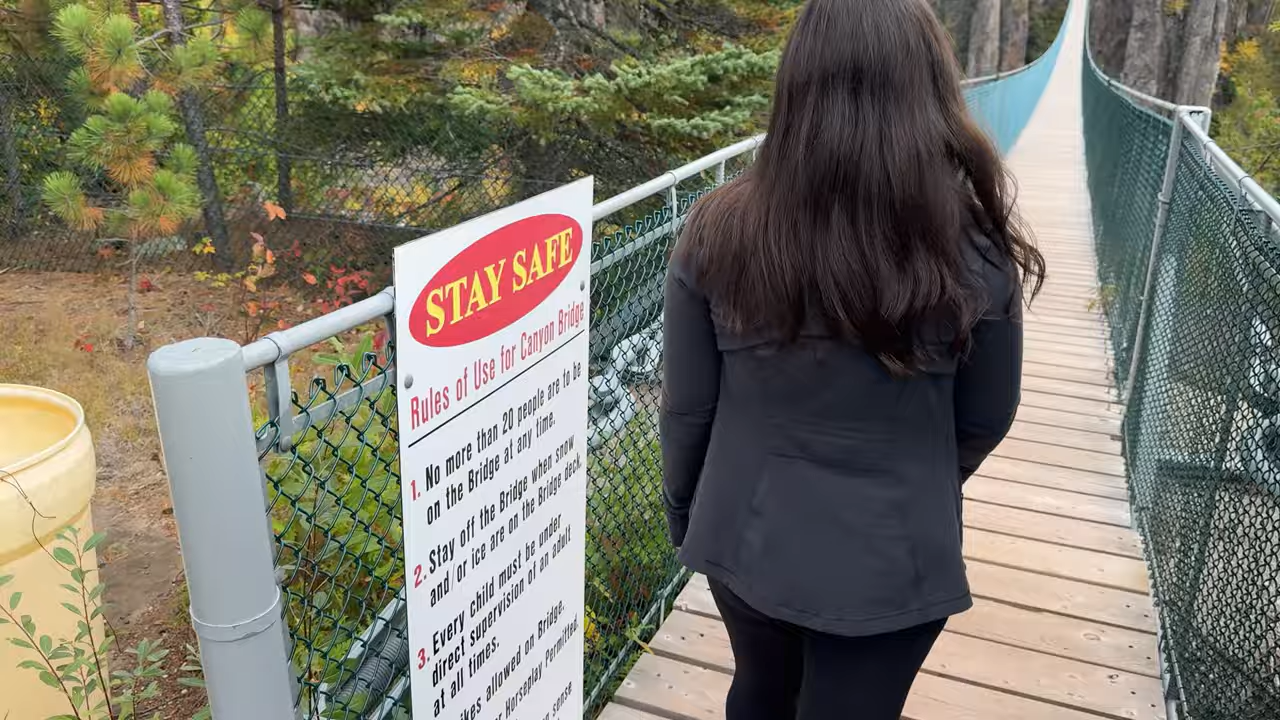 STAY SAFE
Rules of Use for Canyon Bridge
1. No more than 20 people are to be
on the Bridge at any time.
2. Stay off the Bridge when snow
and/or ice are on the Bridge deck.
3. Every child must be under
direct supervision of an adult
at all times.
allowed on Bridge.
Horseplay Permitted.
sense